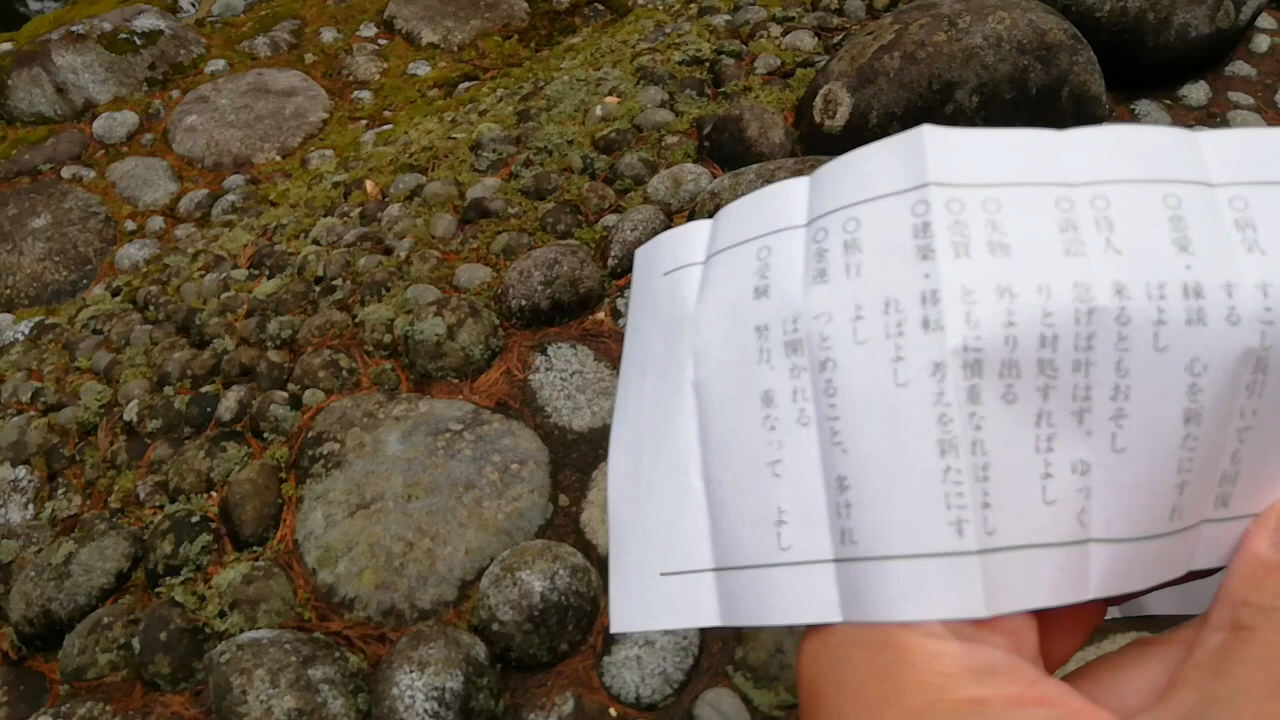 ○病気 すこし長引いても回復
する
○恋愛・縁談 心を新たにすれ
ばよし
○待人 来るともおそし
○訴訟 急げば叶はず、ゆっく
りと対処すればよし
○失物 外より出る
○売買 ともに慎重なればよし
○建築・移転 考えを新たにす
ればよし
○旅行 よし
○金運 つとめること、多けれ
ば開かれる
○受験 努力、重なって よし